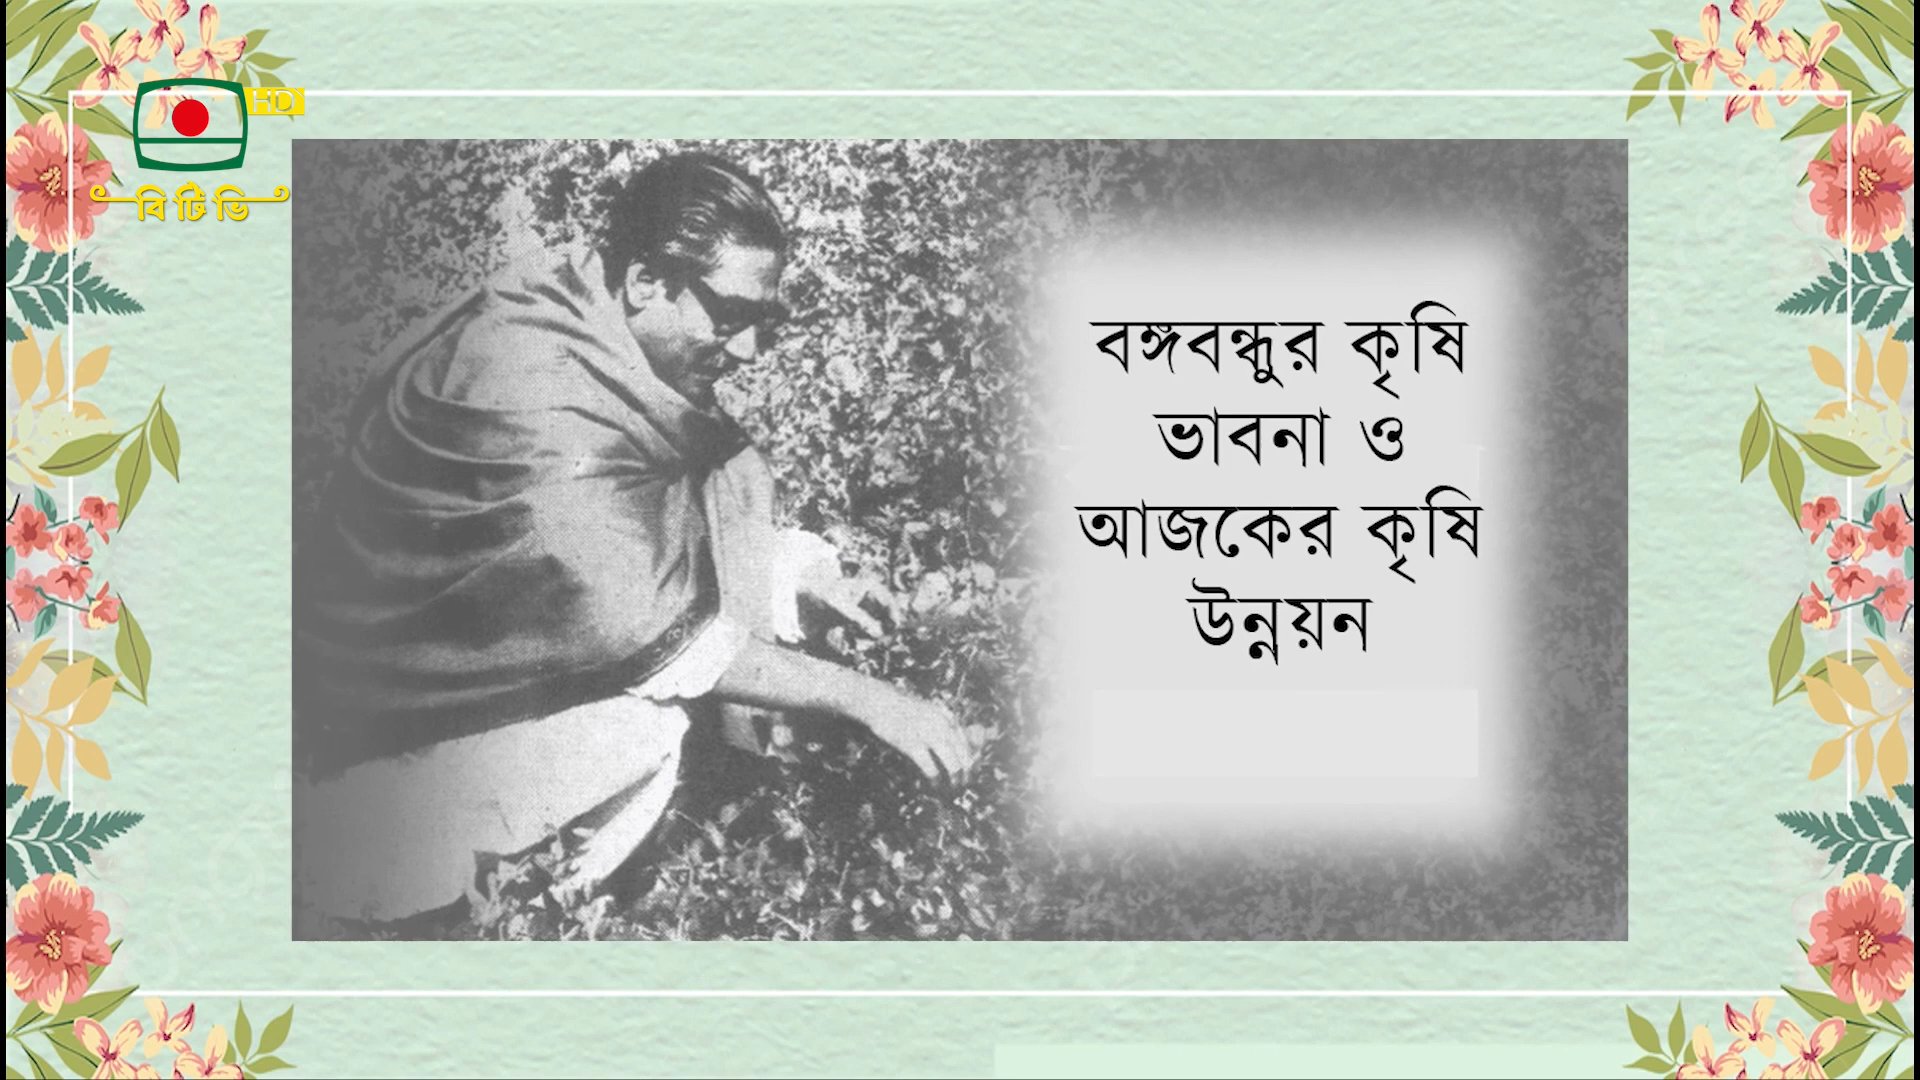 HD
বি টি ভি
বঙ্গবন্ধুর কৃষি
ভাবনা ও
আজকের কৃষি
উন্নয়ন